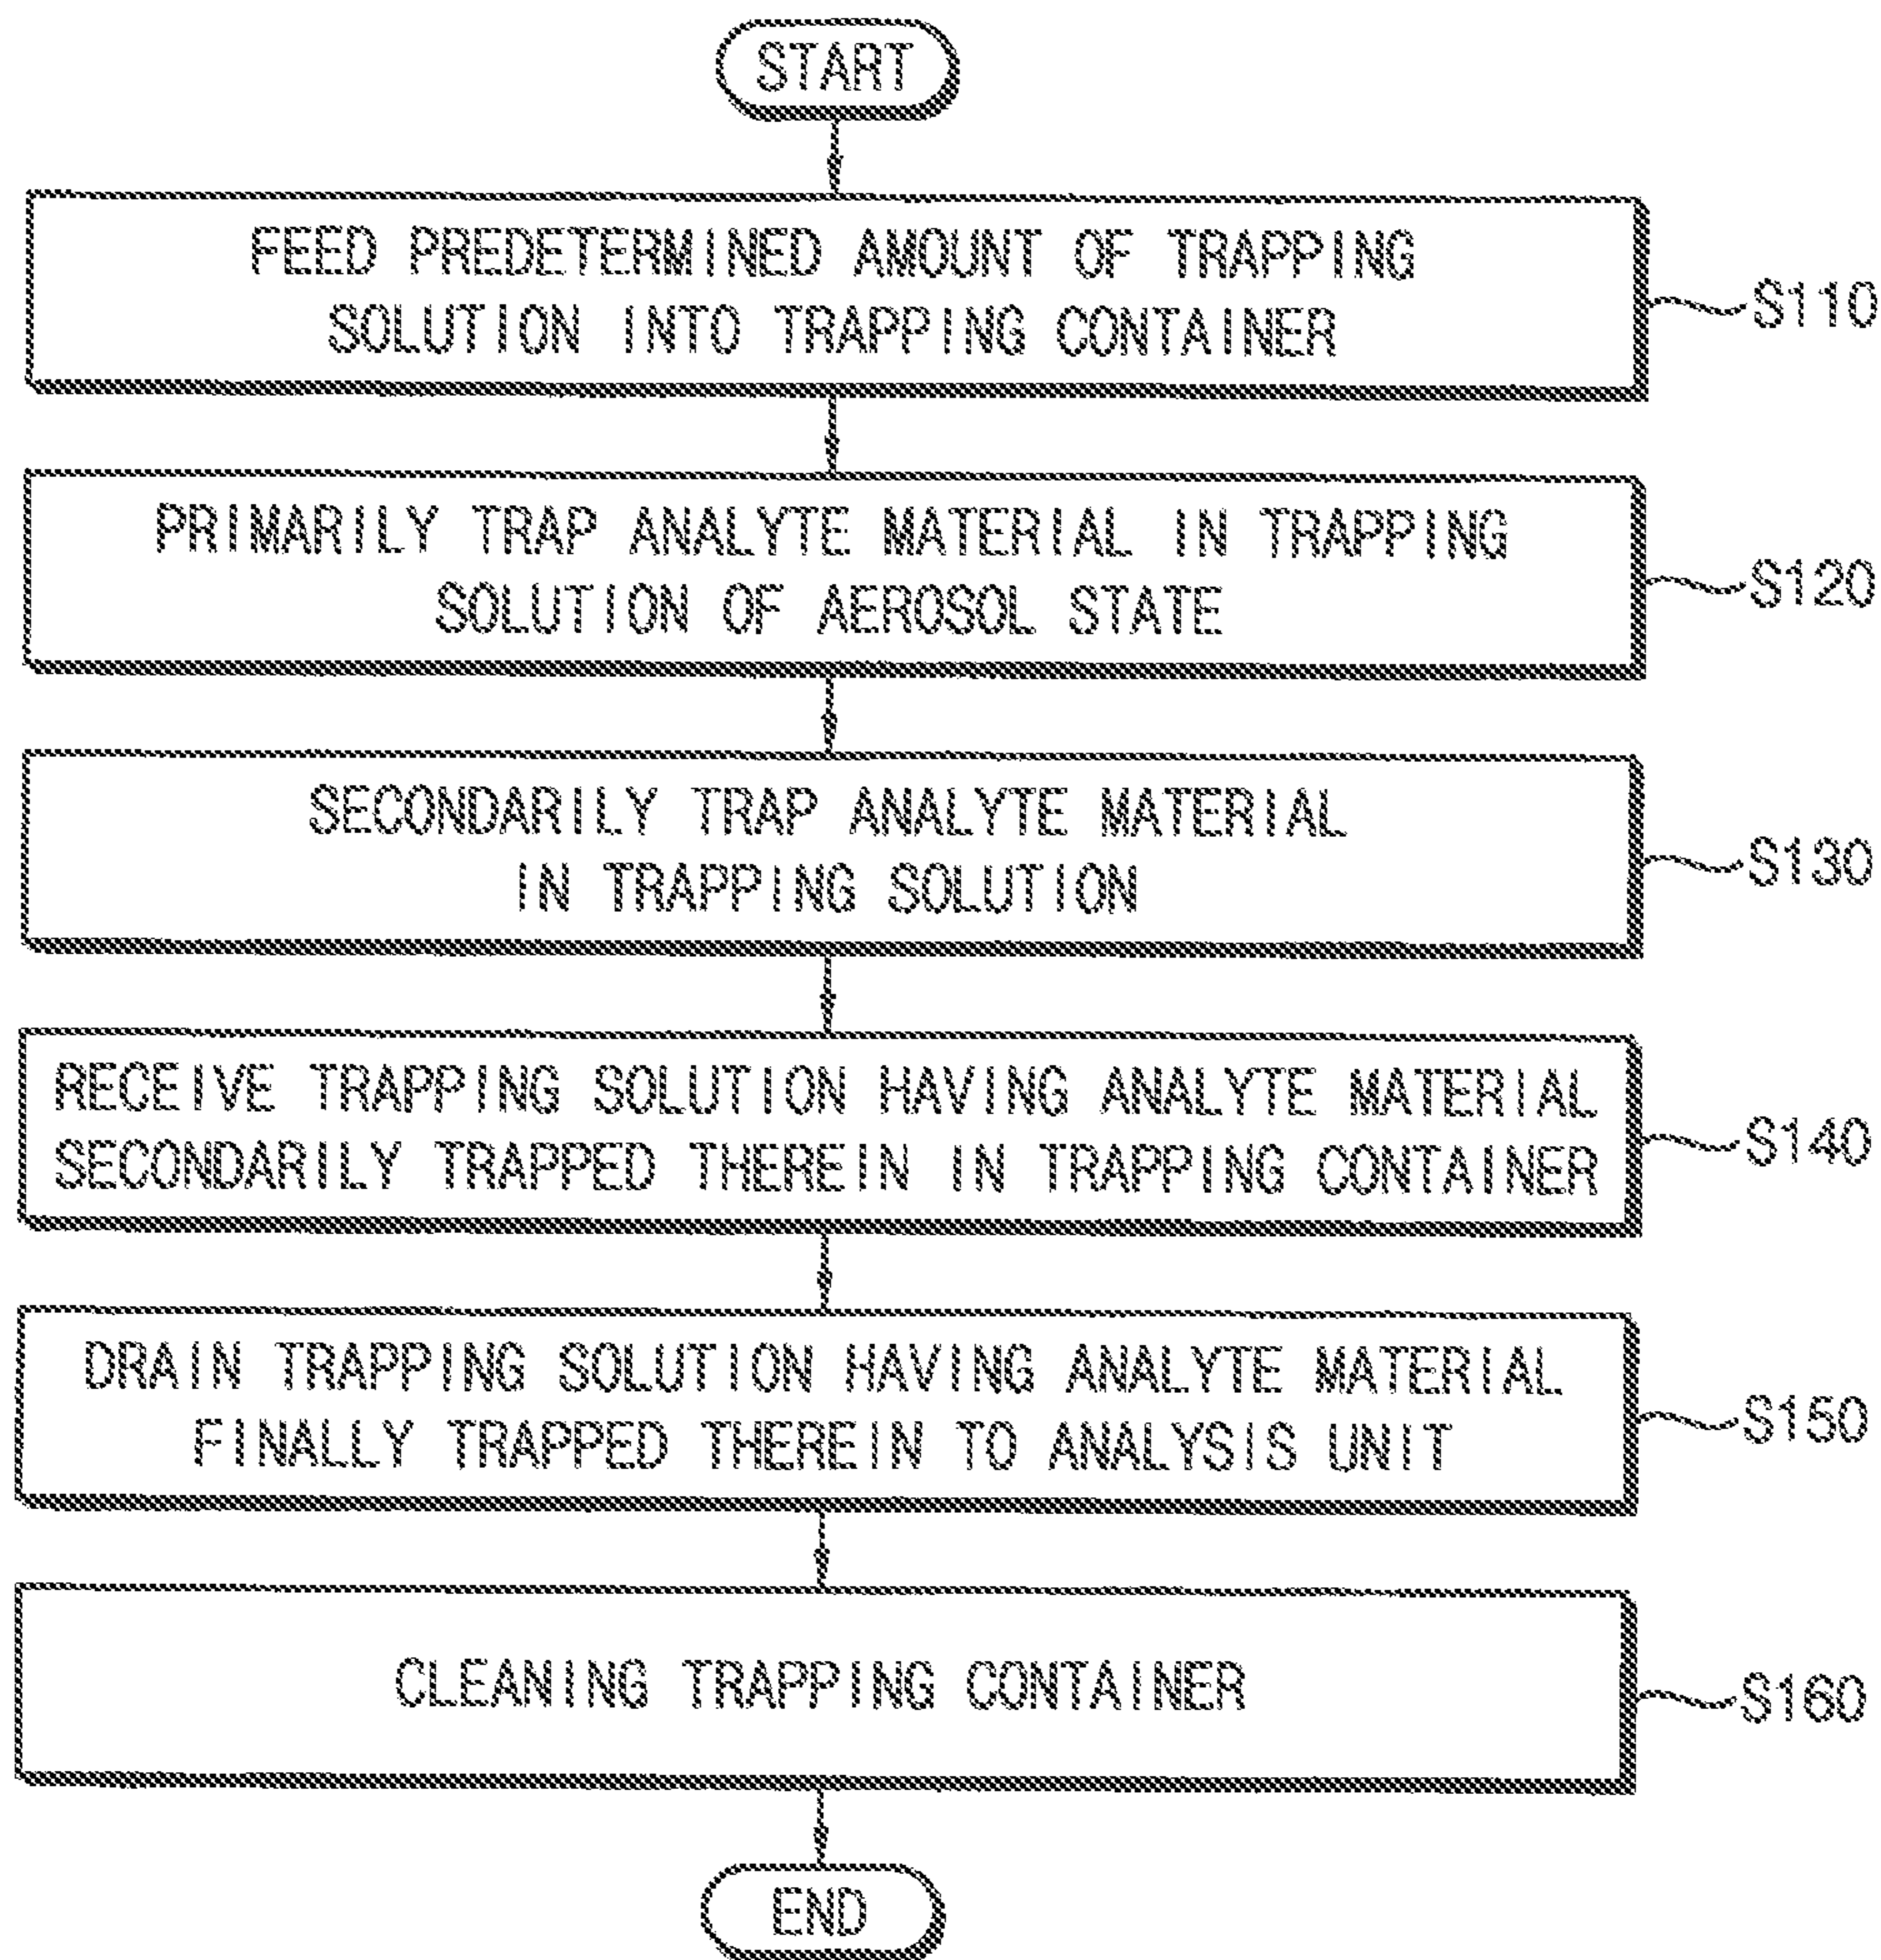 START
FEED PREDETERMINED AMOUNT OF TRAPPING
SOLUTION INTO TRAPPING CONTAINER
S110
PRIMARILY TRAP ANALYTE MATERIAL IN TRAPPING
SOLUTION OF AEROSOL STATE
S120
SECONDARILY TRAP ANALYTE MATERIAL
IN TRAPPING SOLUTION
S130
RECEIVE TRAPPING SOLUTION HAVING ANALYTE MATERIAL
SECONDARILY TRAPPED THEREIN IN TRAPPING CONTAINER
S140
DRAIN TRAPPING SOLUTION HAVING ANALYTE MATERIAL
FINALLY TRAPPED THEREIN TO ANALYSIS UNIT
S150
CLEANING TRAPPING CONTAINER
S160
END